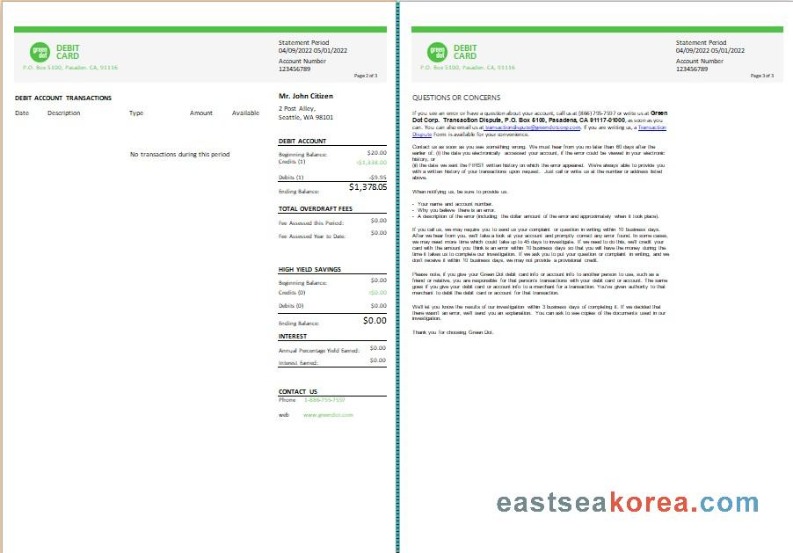 green dot
DEBIT CARD
P.O. Box 5100, Pasaden, CA, 91116
Statement Period
04/09/2022-05/01/2022
Account Number
123456789
DEBIT ACCOUNT TRANSACTIONS
Date Description Type Amount Available
No transactions during this period
Mr. John Citizen
2 Post Alley,
Seattle, WA 98101
DEBIT ACCOUNT
Beginning Balance: $20.00
Credits (1)
Debits (1) -$9.95
Ending Balance: $1,378.05
TOTAL OVERDRAFT FEES
Fee Assessed this Period: $0.00
Fee Assessed Year to Date: $0.00
HIGH YIELD SAVINGS
Beginning Balance: $0.00
Credits (0) $0.00
Debits (0) $0.00
Ending Balance: $0.00
INTEREST
Annual Percentage Yield Earned: $0.00
Interest Earned: $0.00
CONTACT US
Phone
web www.greendot.com
green dot
DEBIT CARD
P.O. Box 5100, Pasaden, CA, 91116
Statement Period
04/09/2022-05/01/2022
Account Number
123456789
Page 3 of 3
QUESTIONS OR CONCERNS
If you see an error or have a question about your account, call us at (866) 795-7597 or write us at Green
Dot Corp. Transaction Dispute, P.O. Box 5100, Pasadena, CA as soon as you
can. You can also email us at transactiondispute@greendotcorp.com. If you are writing us, a Transaction
Dispute Form is available for your convenience.
Contact us as soon as you see something wrong. We must hear from you no later than 60 days after the
earlier of: (i) the date you electronically accessed your account, if the error could be viewed in your electronic
history, or
(ii) the date we sent the FIRST written history on which the error appeared. We're always able to provide you
with a written history of your transactions upon request. Just call or write us at the number or address listed
above.
When notifying us, be sure to provide us:
- Your name and account number.
- Why you believe there is an error.
- A description of the error (including the dollar amount of the error and approximately when it took place).
If you call us, we may require you to send us your complaint or question in writing within 10 business days.
After we hear from you, we'll take a look at your account and promptly correct any error found. In some cases,
we may need more time which could take up to 45 days to investigate. If we need to do this, we'll credit your
card with the amount you think is an error within 10 business days so that you will have the money during the
time it takes us to complete our investigation. If we ask you to put your question or complaint in writing, and we
don't receive it within 10 business days, we may not provide a provisional credit.
Please note, if you give your Green Dot debit card info or account info to another person to use, such as a
friend or relative, you are responsible for that person's transactions with your debit card or account. The same
goes if you give your debit card or account info to a merchant for a transaction. You've given authority to that
merchant to debit the debit card or account for that transaction.
We'll let you know the results of our investigation within 3 business days of completing it. If we decided that
there wasn't an error, we'll send you an explanation. You can ask to see copies of the documents used in our
investigation.
Thank you for choosing Green Dot.
eastseakorea.com